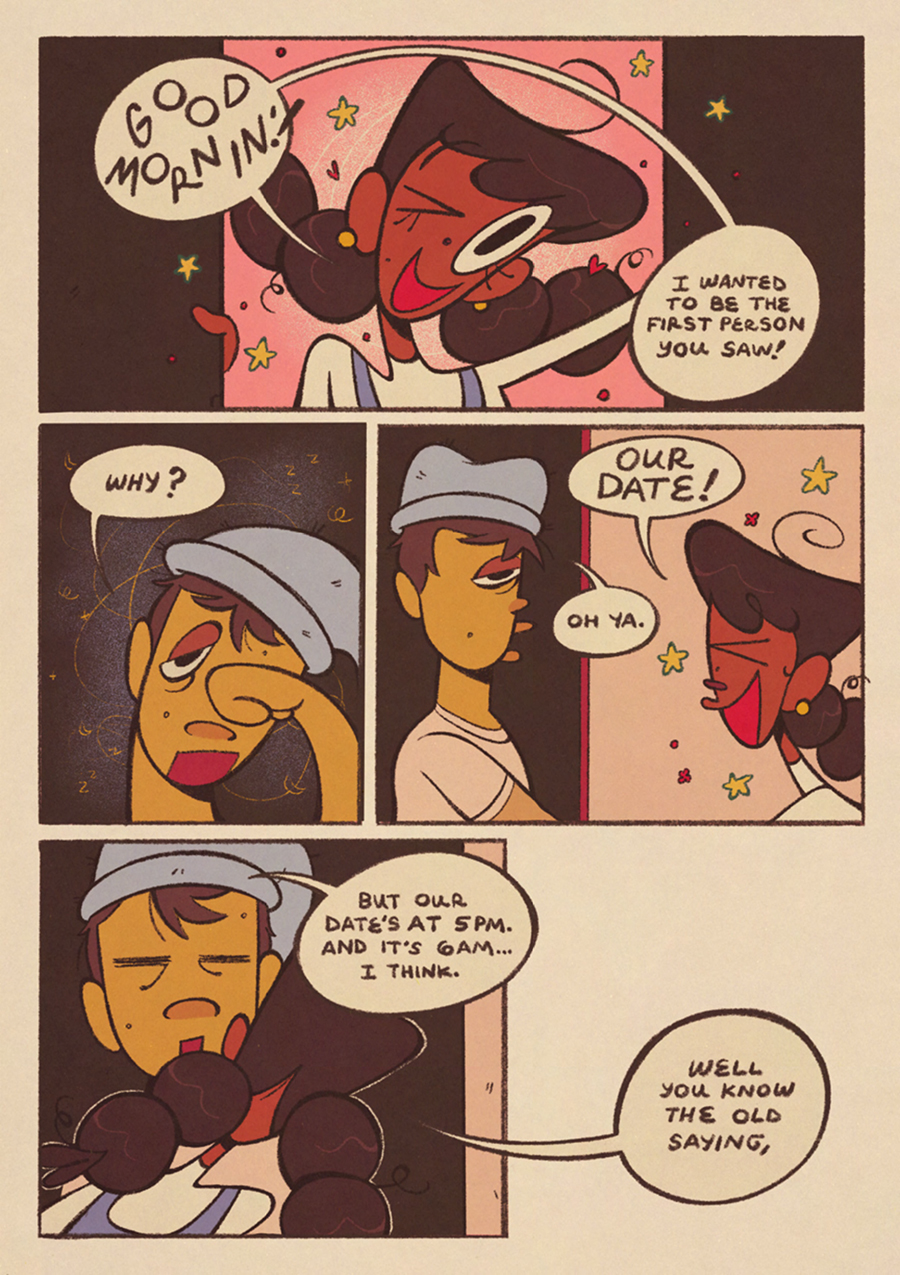 GOOD
MORNIN!
I WANTED
TO BE THE
FIRST PERSON
YOU SAW!
WHY?
OUR
DATE!
OH YA.
BUT OUR
DATE'S AT 5PM.
AND IT'S 6AM...
I THINK.
WELL
YOU KNOW
THE OLD
SAYING,